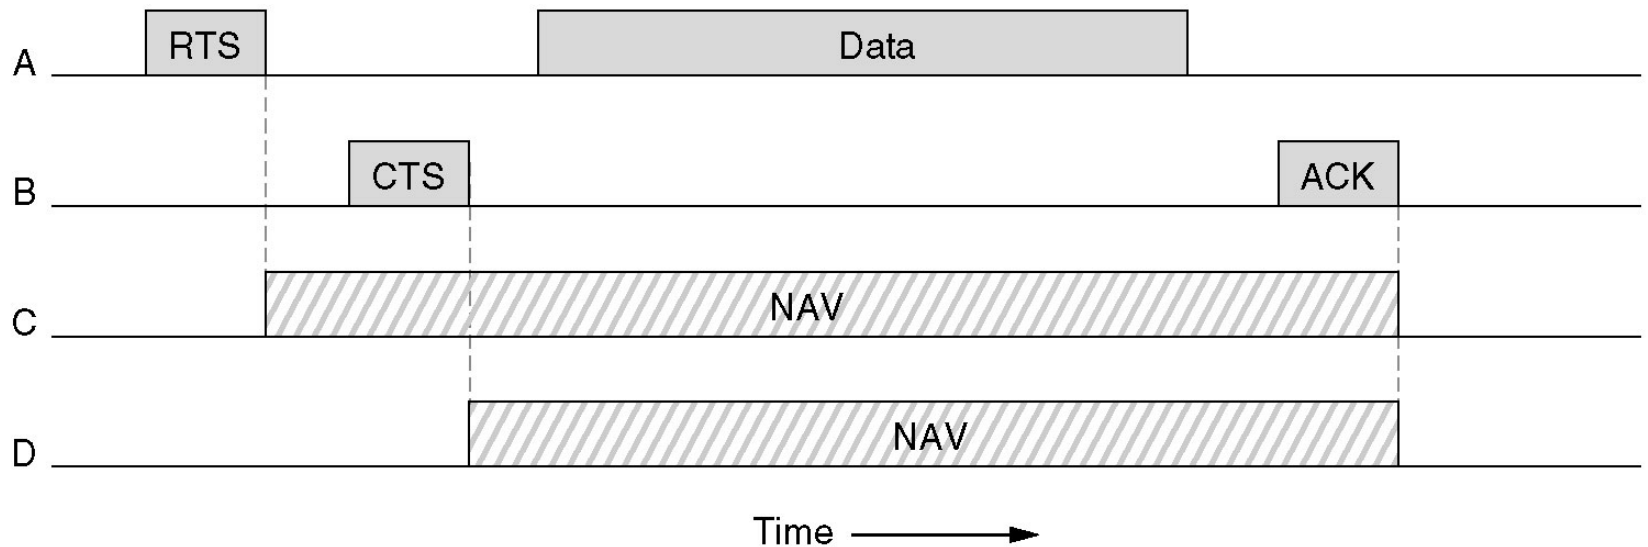 A RTS Data
B CTS ACK
C NAV
D NAV
Time